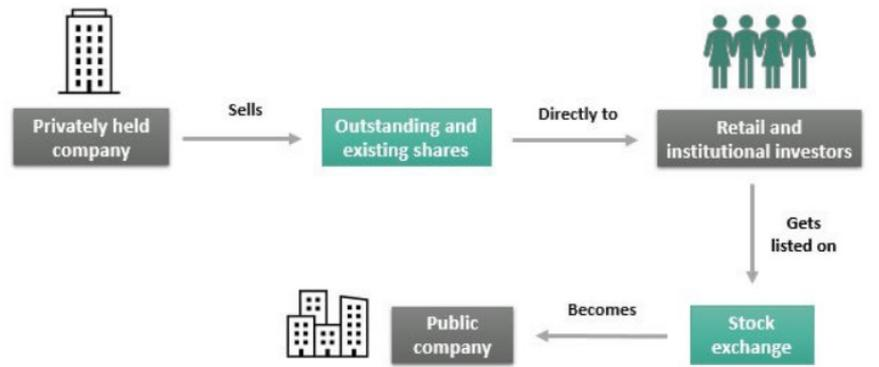 Privately held
company
Sells
Outstanding and
existing shares
Directly to
Retail and
institutional investors
Gets
listed on
Stock
exchange
Becomes
Public
company